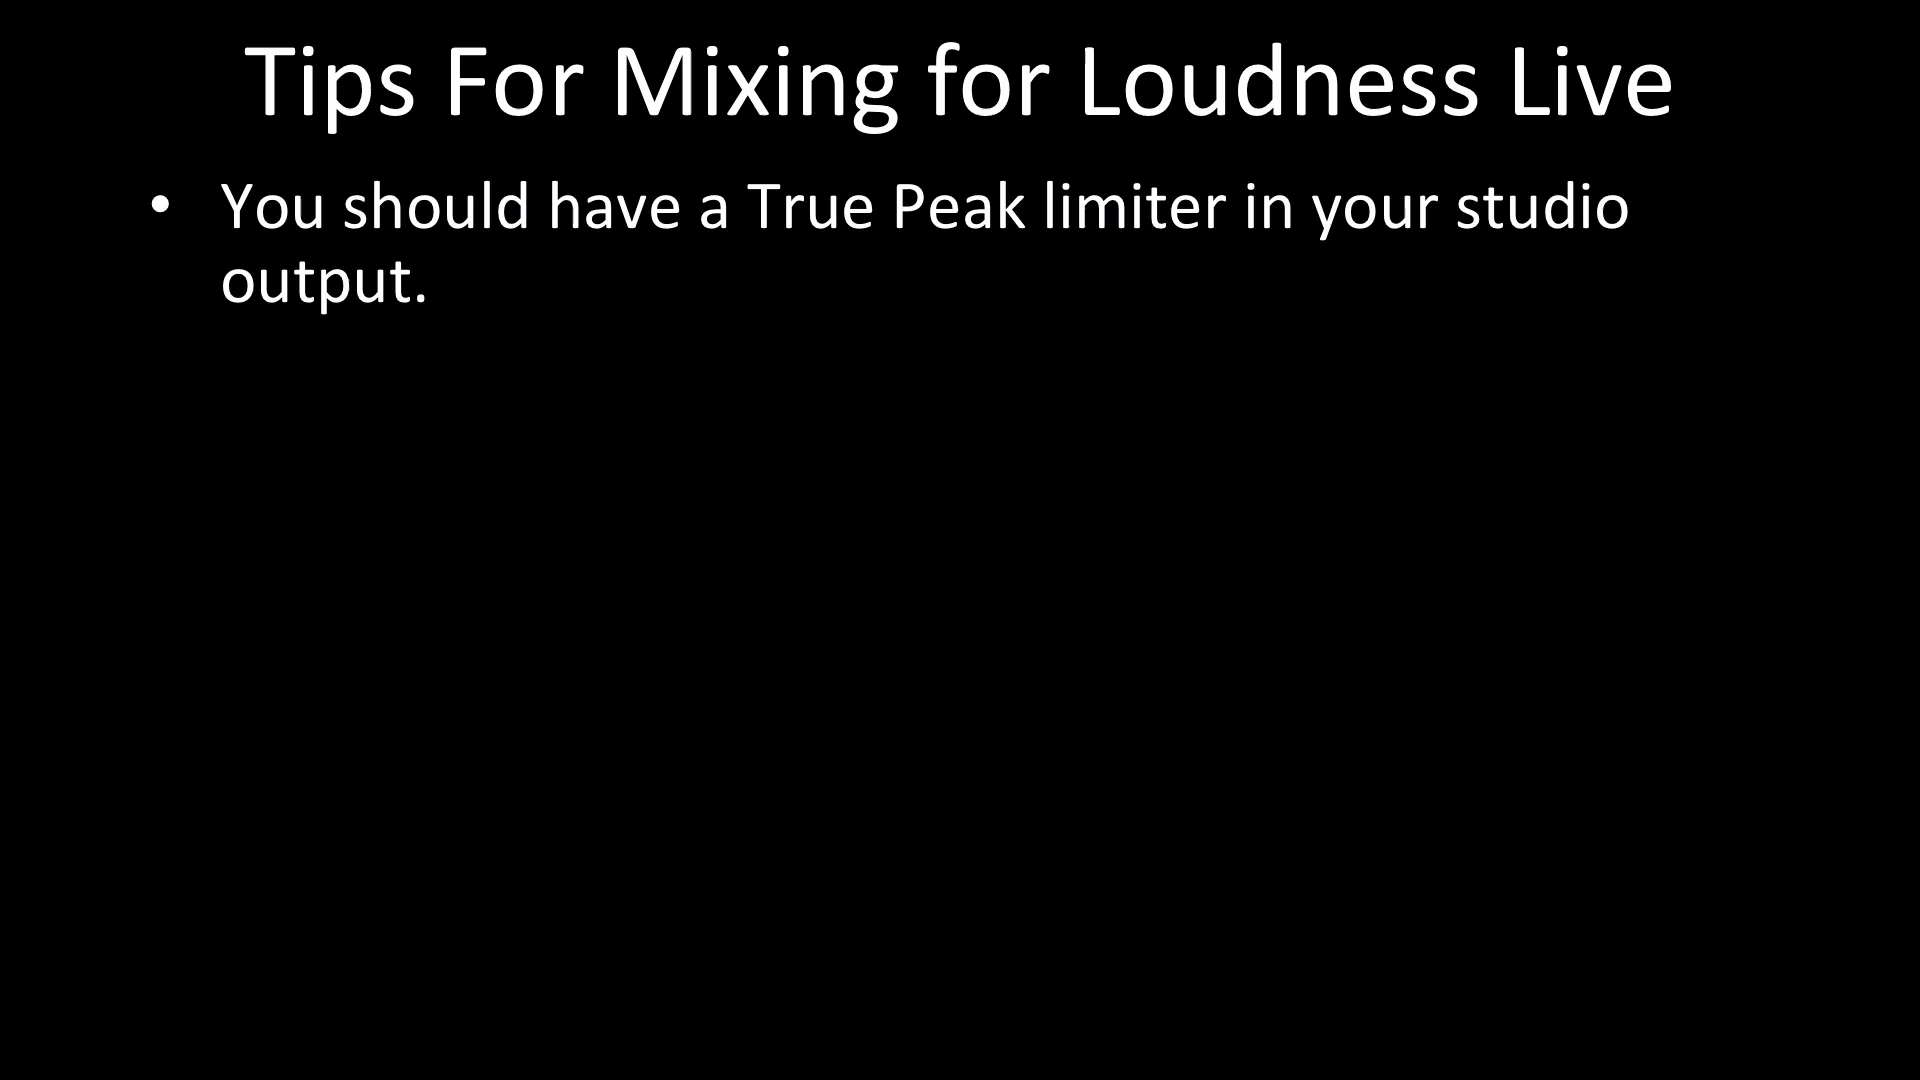 Tips For Mixing for Loudness Live
• You should have a True Peak limiter in your studio
output.